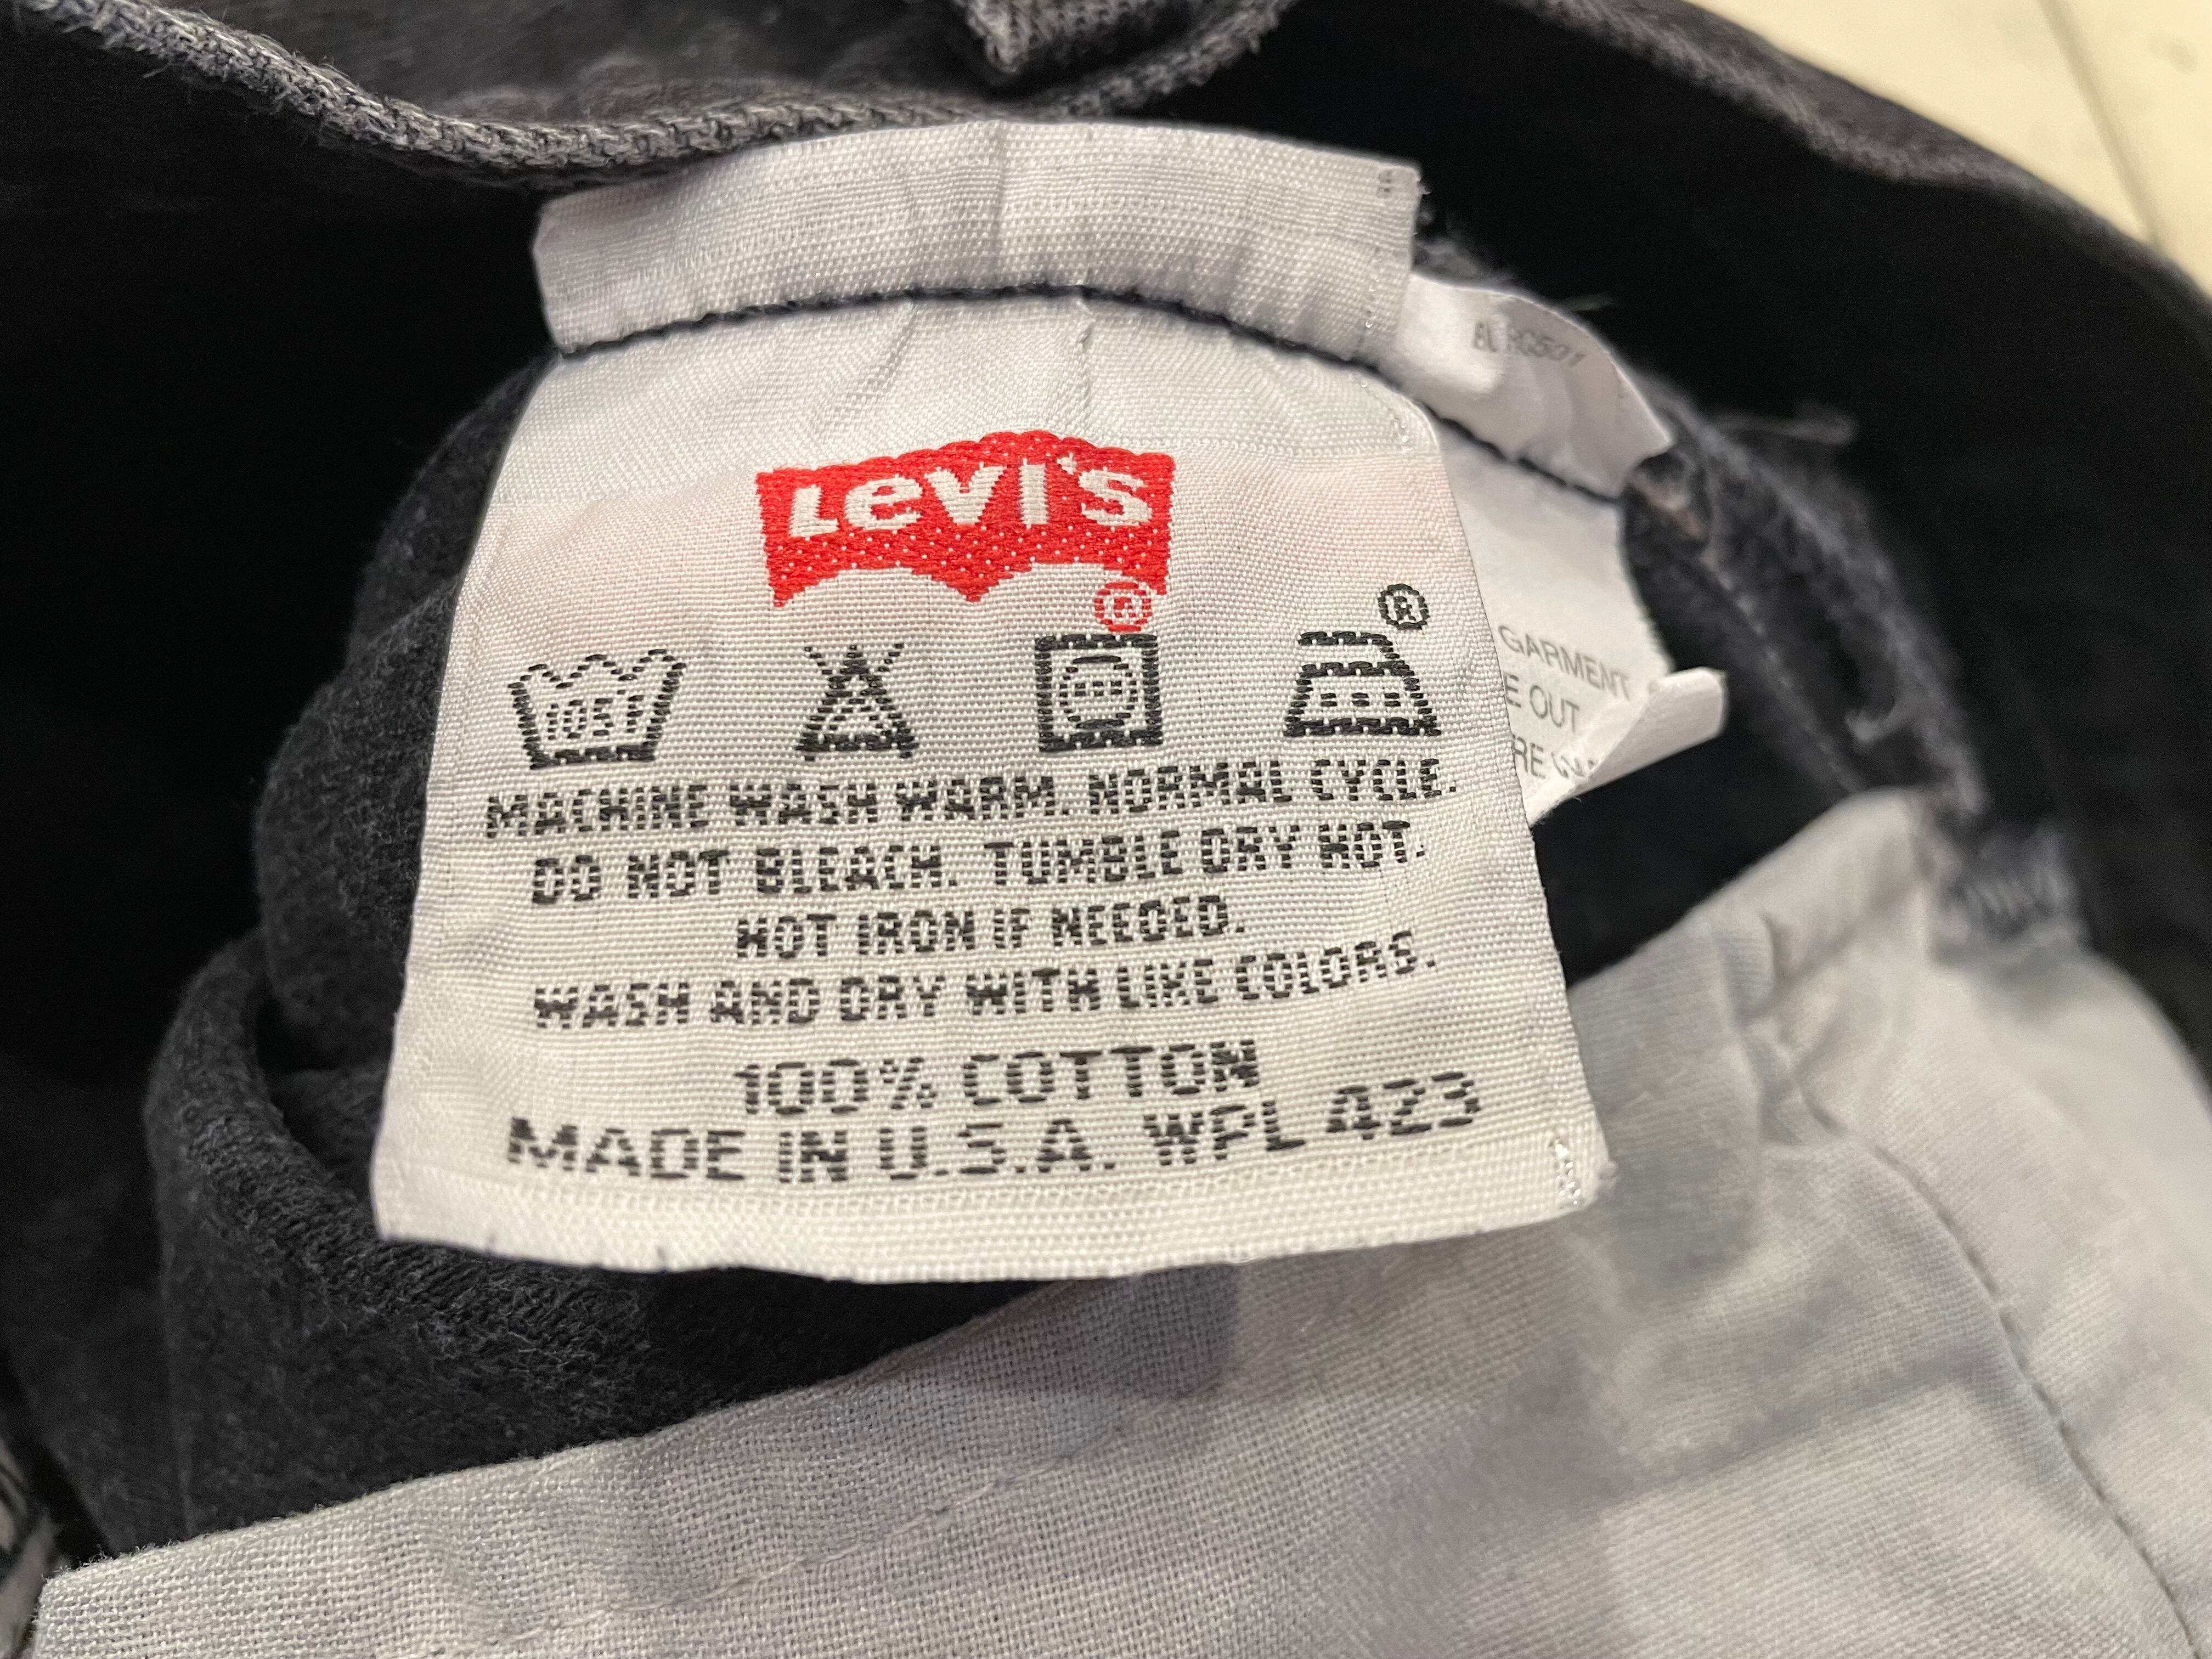 Levi's
®
®
105°F
MACHINE WASH WARM. NORMAL CYCLE.
DO NOT BLEACH. TUMBLE DRY HOT.
HOT IRON IF NEEDED.
WASH AND DRY WITH LIKE COLORS.
100% COTTON
MADE IN U.S.A. WPL 423
GARMENT
OUT